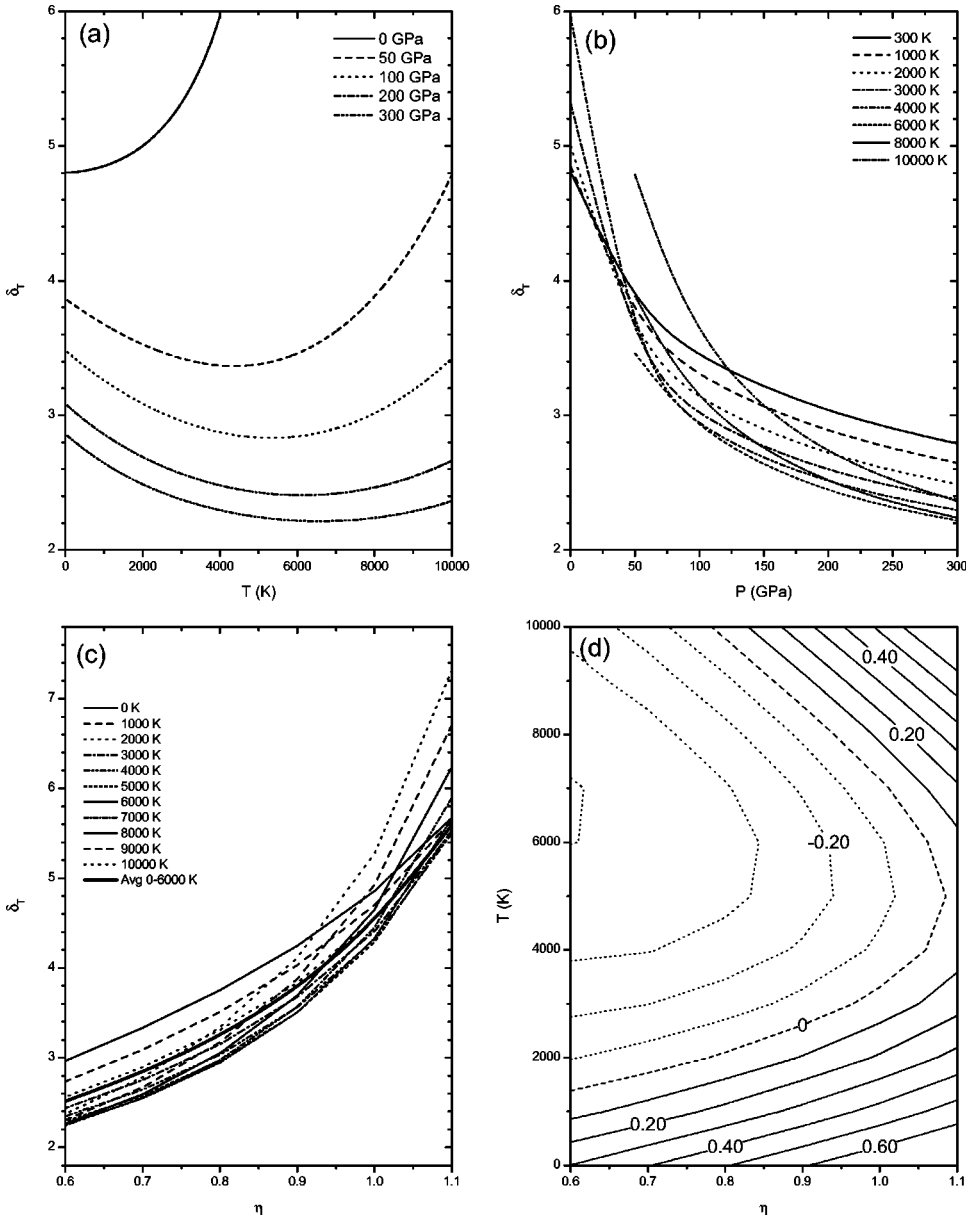 (a)
0 GPa
50 GPa
100 GPa
200 GPa
300 GPa
6
5
4
3
2
δT
0
2000
4000
6000
8000
10000
T (K)
(b)
300 K
1000 K
2000 K
3000 K
4000 K
6000 K
8000 K
10000 K
6
5
4
3
2
δT
0
50
100
150
200
250
300
P (GPa)
(c)
0 K
1000 K
2000 K
3000 K
4000 K
5000 K
6000 K
7000 K
8000 K
9000 K
10000 K
Avg 0-6000 K
7
6
5
4
3
2
δT
0.6
0.7
0.8
0.9
1.0
1.1
η
(d)
10000
8000
6000
4000
2000
0
T (K)
0.40
0.20
-0.20
0
0.20
0.40
0.60
0.6
0.7
0.8
0.9
1.0
1.1
η